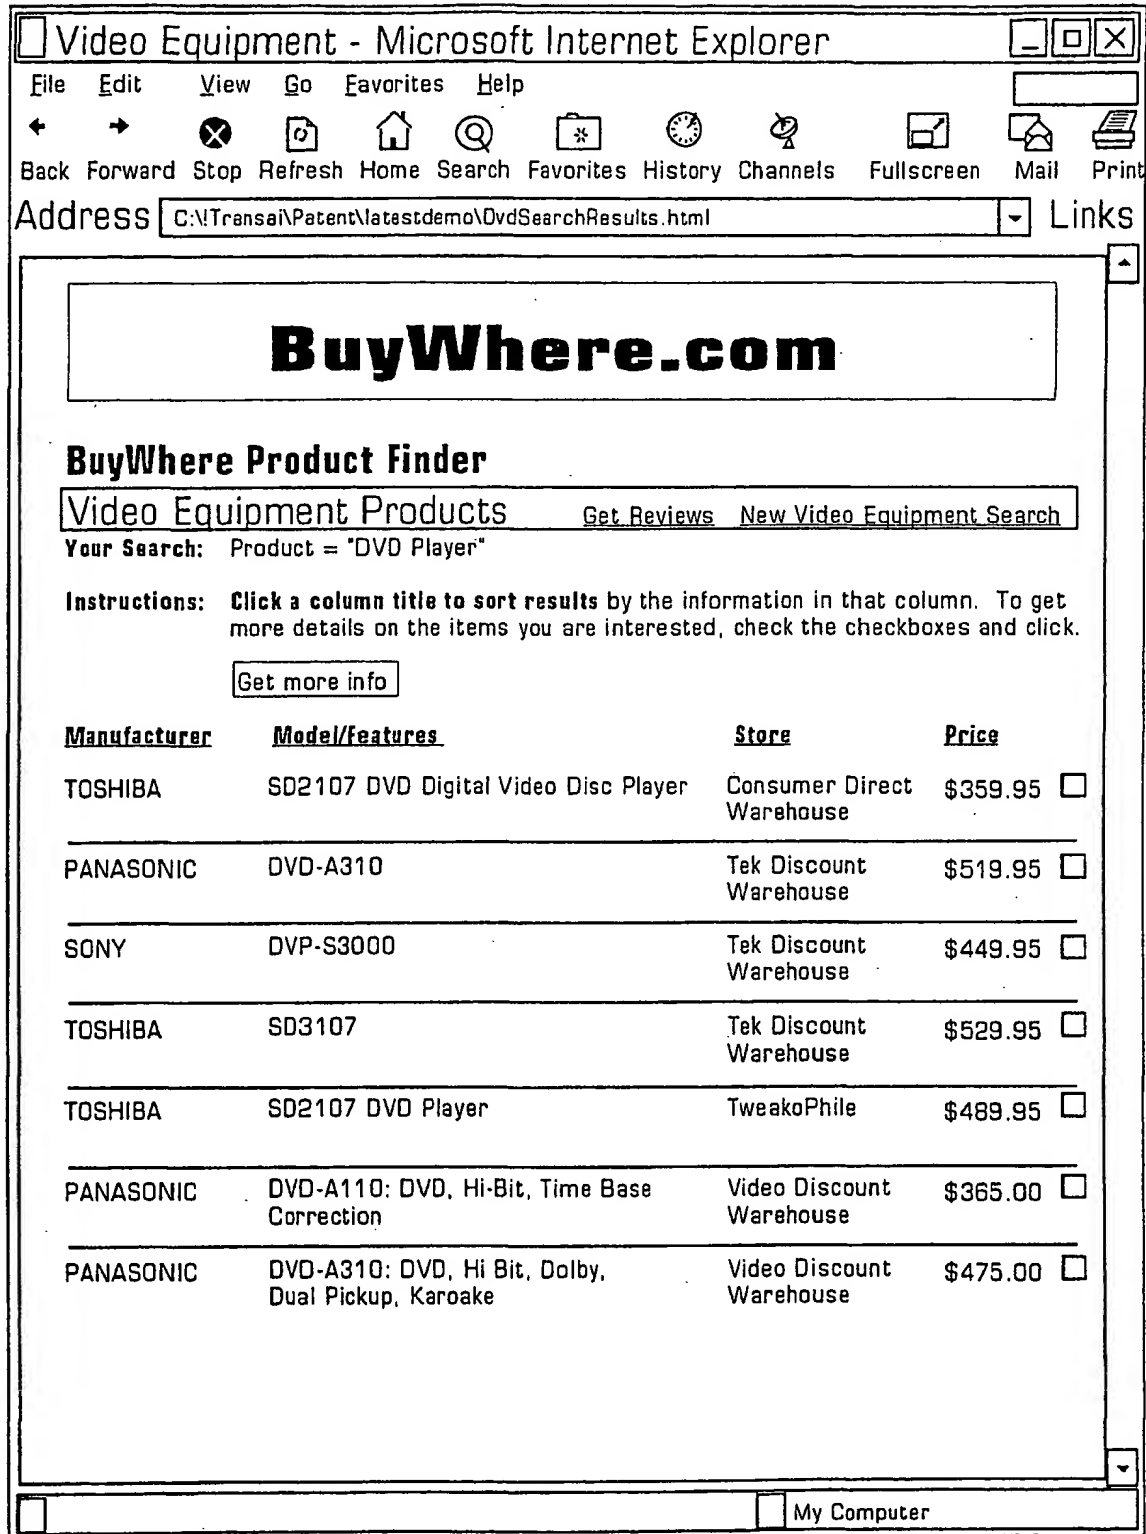 Video Equipment - Microsoft Internet Explorer
File Edit View Go Favorites Help
Back Forward Stop Refresh Home Search Favorites History Channels Fullscreen Mail Print
Address C:\!Transai\Patent\latestdemo\DvdSearchResults.html Links
BuyWhere.com
BuyWhere Product Finder
Video Equipment Products Get Reviews New Video Equipment Search
Your Search: Product = "DVD Player"
Instructions: Click a column title to sort results by the information in that column. To get
more details on the items you are interested, check the checkboxes and click.
Get more info
Manufacturer Model/Features Store Price
TOSHIBA SD2107 DVD Digital Video Disc Player Consumer Direct $359.95
Warehouse
PANASONIC DVD-A310 Tek Discount $519.95
Warehouse
SONY DVP-S3000 Tek Discount $449.95
Warehouse
TOSHIBA SD3107 Tek Discount $529.95
Warehouse
TOSHIBA SD2107 DVD Player TweakoPhile $489.95
PANASONIC DVD-A110: DVD, Hi-Bit, Time Base Video Discount $365.00
Correction Warehouse
PANASONIC DVD-A310: DVD, Hi Bit, Dolby, Video Discount $475.00
Dual Pickup, Karoake Warehouse
My Computer